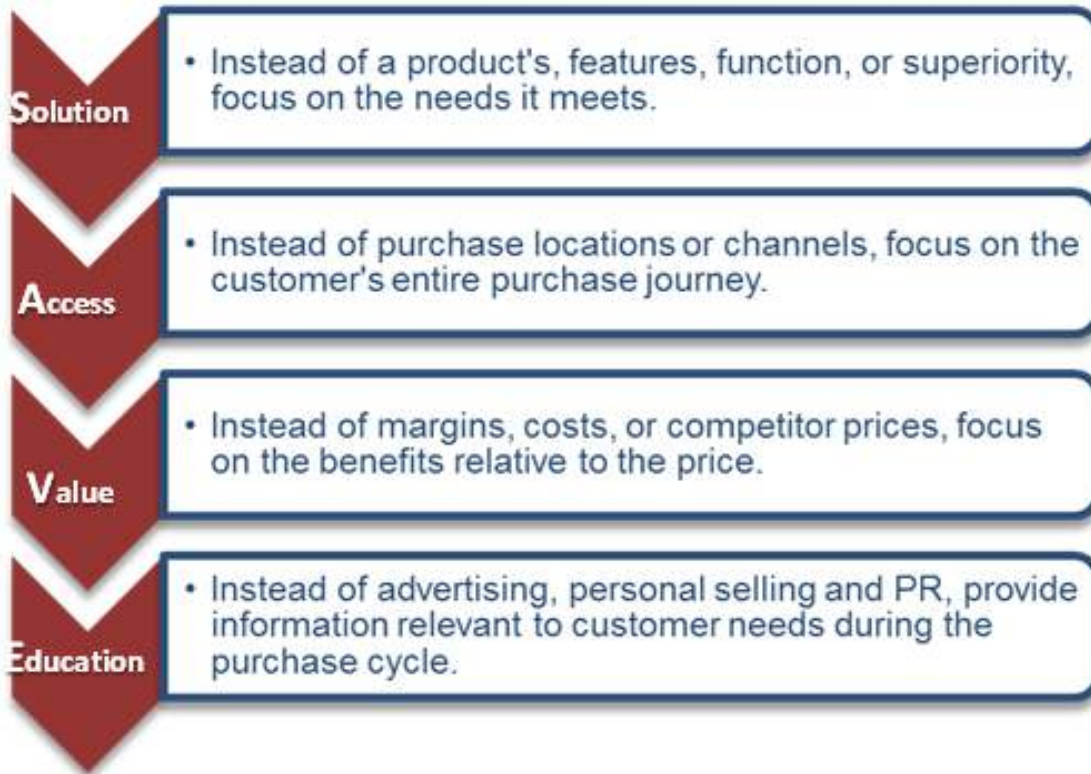 Solution
• Instead of a product's, features, function, or superiority,
focus on the needs it meets.
Access
• Instead of purchase locations or channels, focus on the
customer's entire purchase journey.
Value
• Instead of margins, costs, or competitor prices, focus
on the benefits relative to the price.
Education
• Instead of advertising, personal selling and PR, provide
information relevant to customer needs during the
purchase cycle.